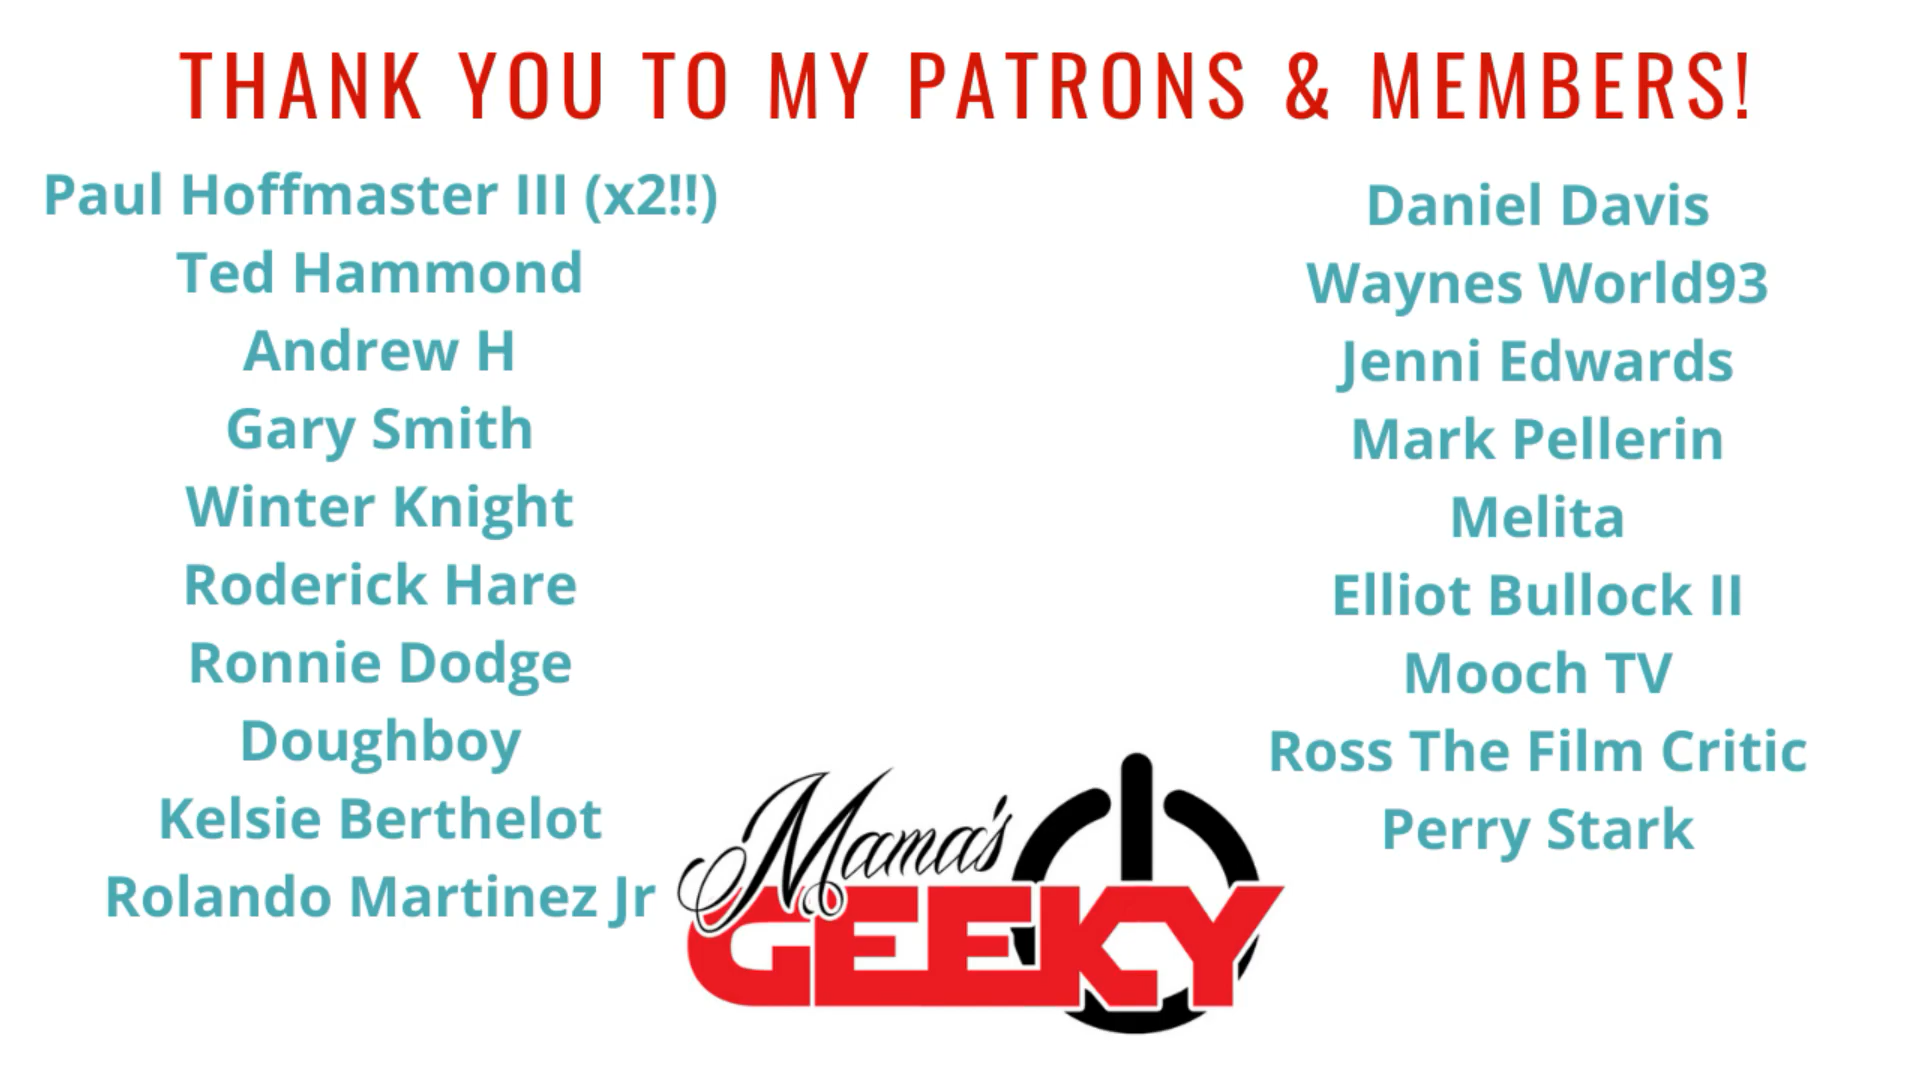 THANK YOU TO MY PATRONS & MEMBERS!
Paul Hoffmaster III (x2!!)
Ted Hammond
Andrew H
Gary Smith
Winter Knight
Roderick Hare
Ronnie Dodge
Doughboy
Kelsie Berthelot
Rolando Martinez Jr
Daniel Davis
Waynes World93
Jenni Edwards
Mark Pellerin
Melita
Elliot Bullock II
Mooch TV
Ross The Film Critic
Perry Stark
Mama's
GEEKY